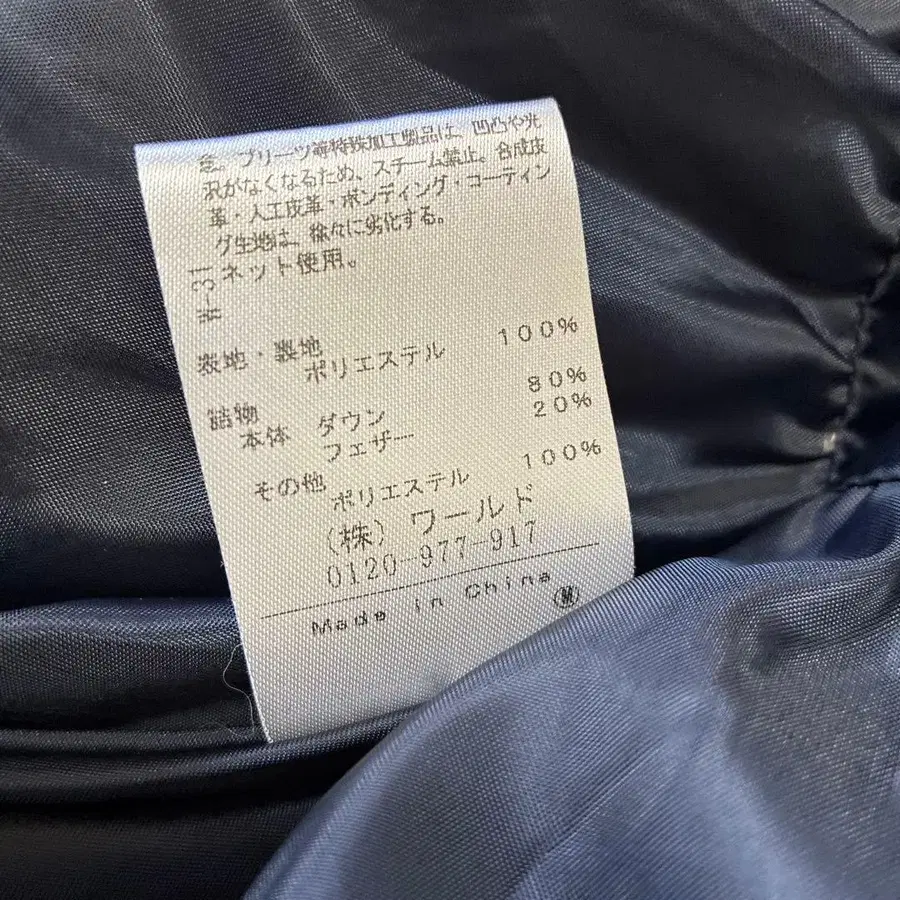 る。プリーツ等特殊加工製品は、凹凸や光
沢がなくなるため、スチーム禁止。合成皮
革・人工皮革・ボンディング・コーティン
グ生地は、徐々に劣化する。
ネット使用。
表地・裏地
ポリエステル 100%
詰物
本体 ダウン 80%
フェザー 20%
その他
ポリエステル 100%
(株) ワールド
0120-977-917
Made in China
M